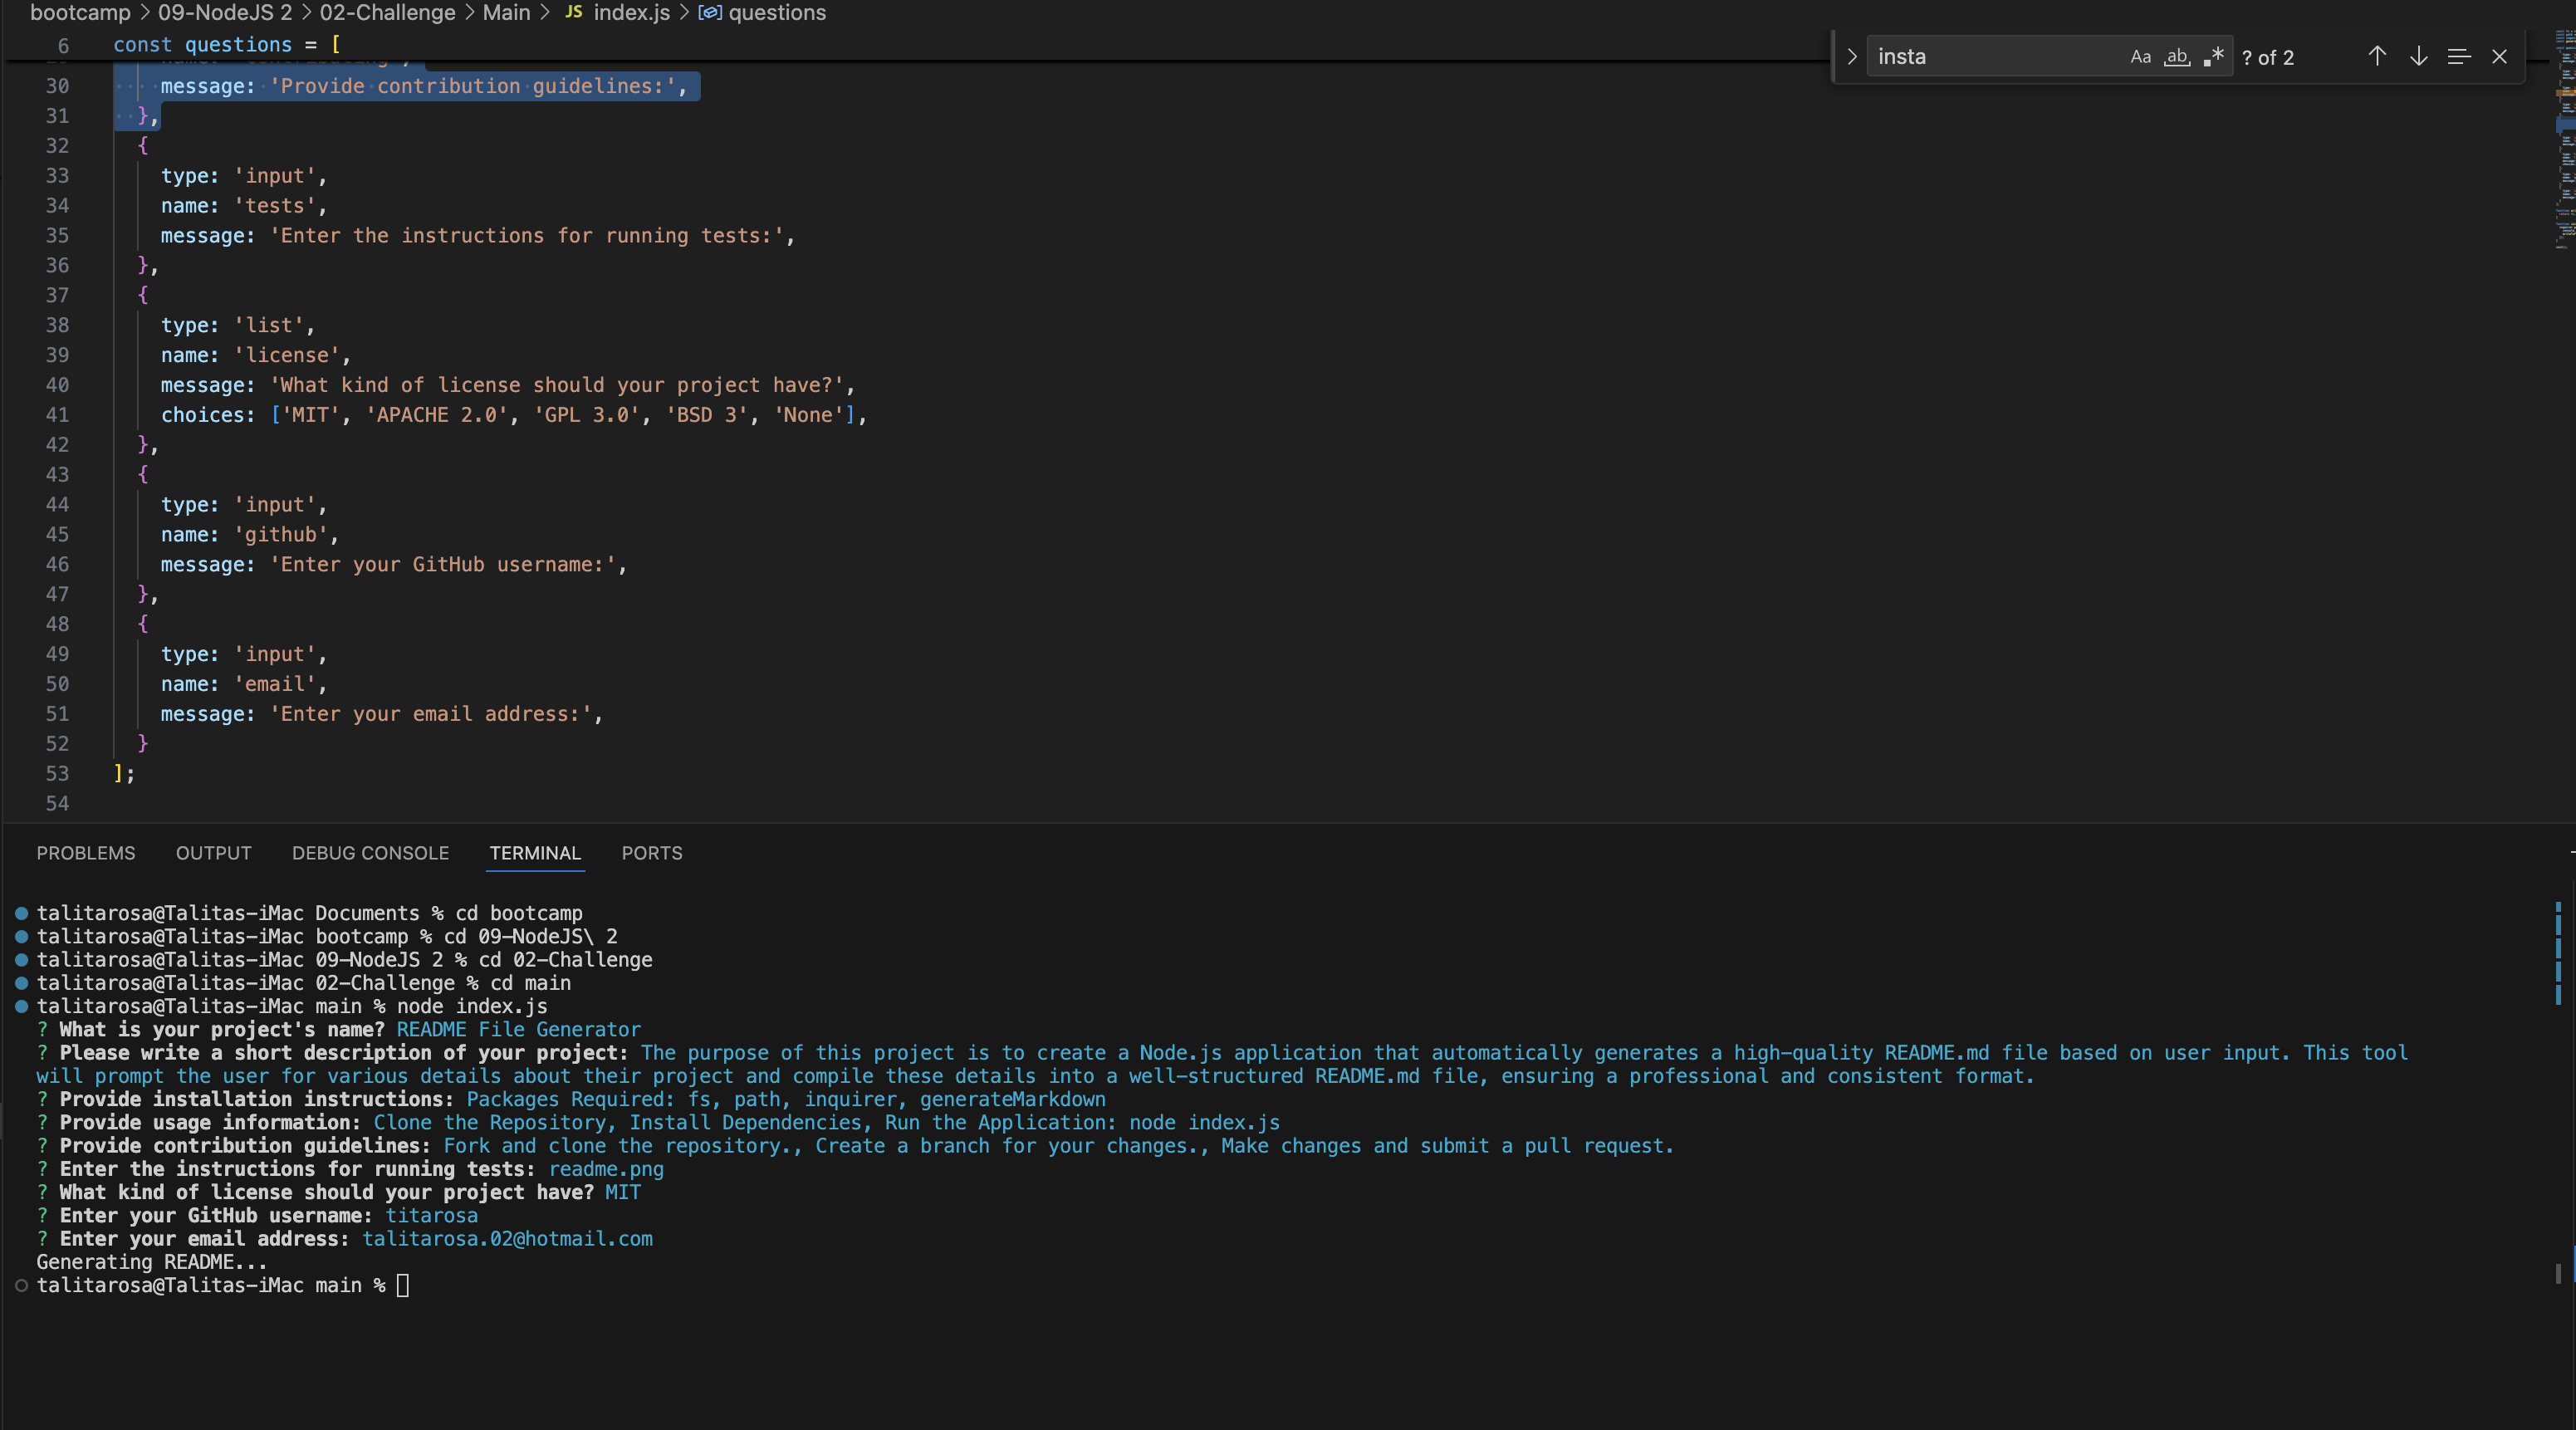 bootcamp > 09-NodeJS 2 > 02-Challenge > Main > JS index.js > questions
6 const questions = [
insta Aa ab .* ? of 2
30 message: 'Provide contribution guidelines:',
31 },
32 {
33 type: 'input',
34 name: 'tests',
35 message: 'Enter the instructions for running tests:',
36 },
37 {
38 type: 'list',
39 name: 'license',
40 message: 'What kind of license should your project have?',
41 choices: ['MIT', 'APACHE 2.0', 'GPL 3.0', 'BSD 3', 'None'],
42 },
43 {
44 type: 'input',
45 name: 'github',
46 message: 'Enter your GitHub username:',
47 },
48 {
49 type: 'input',
50 name: 'email',
51 message: 'Enter your email address:',
52 }
53 ];
54
PROBLEMS OUTPUT DEBUG CONSOLE TERMINAL PORTS
talitarosa@Talitas-iMac Documents % cd bootcamp
talitarosa@Talitas-iMac bootcamp % cd 09-NodeJS\ 2
talitarosa@Talitas-iMac 09-NodeJS 2 % cd 02-Challenge
talitarosa@Talitas-iMac 02-Challenge % cd main
talitarosa@Talitas-iMac main % node index.js
? What is your project's name? README File Generator
? Please write a short description of your project: The purpose of this project is to create a Node.js application that automatically generates a high-quality README.md file based on user input. This tool
will prompt the user for various details about their project and compile these details into a well-structured README.md file, ensuring a professional and consistent format.
? Provide installation instructions: Packages Required: fs, path, inquirer, generateMarkdown
? Provide usage information: Clone the Repository, Install Dependencies, Run the Application: node index.js
? Provide contribution guidelines: Fork and clone the repository., Create a branch for your changes., Make changes and submit a pull request.
? Enter the instructions for running tests: readme.png
? What kind of license should your project have? MIT
? Enter your GitHub username: titarosa
? Enter your email address: talitarosa.02@hotmail.com
Generating README...
talitarosa@Talitas-iMac main %